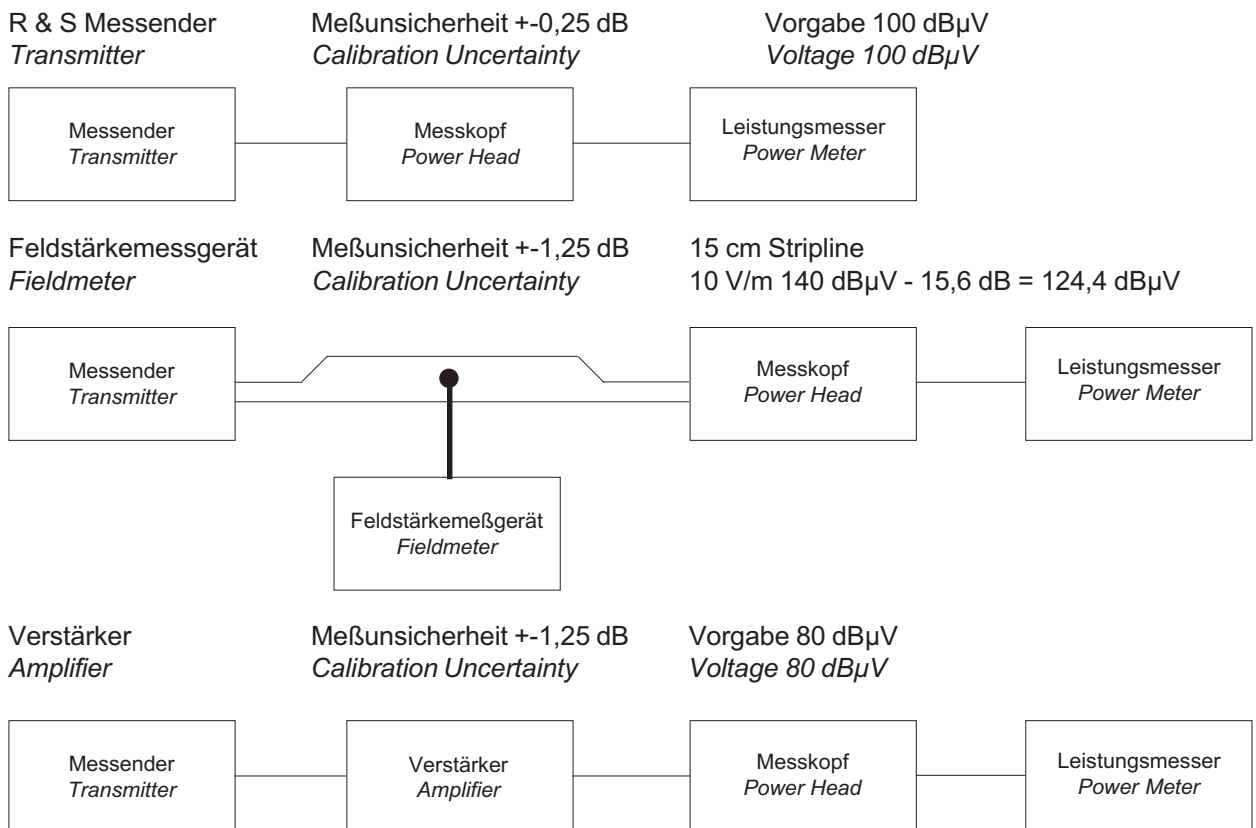 R & S Messender Meßunsicherheit +-0,25 dB Vorgabe 100 dBµV
Transmitter Calibration Uncertainty Voltage 100 dBµV
Messender Messkopf Leistungsmesser
Transmitter Power Head Power Meter
Feldstärkemessgerät Meßunsicherheit +-1,25 dB 15 cm Stripline
Fieldmeter Calibration Uncertainty 10 V/m 140 dBµV - 15,6 dB = 124,4 dBµV
Messender Messkopf Leistungsmesser
Transmitter Power Head Power Meter
Feldstärkemeßgerät
Fieldmeter
Verstärker Meßunsicherheit +-1,25 dB Vorgabe 80 dBµV
Amplifier Calibration Uncertainty Voltage 80 dBµV
Messender Verstärker Messkopf Leistungsmesser
Transmitter Amplifier Power Head Power Meter